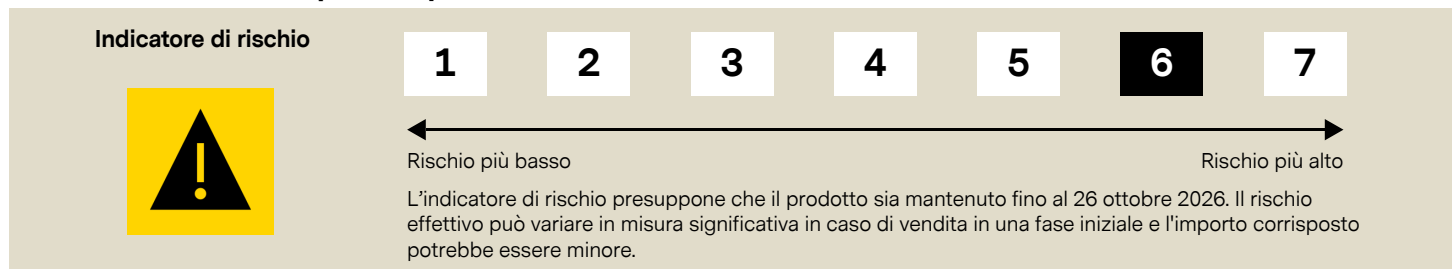 Indicatore di rischio
1 2 3 4 5 6 7
Rischio più basso Rischio più alto
L’indicatore di rischio presuppone che il prodotto sia mantenuto fino al 26 ottobre 2026. Il rischio
effettivo può variare in misura significativa in caso di vendita in una fase iniziale e l'importo corrisposto
potrebbe essere minore.